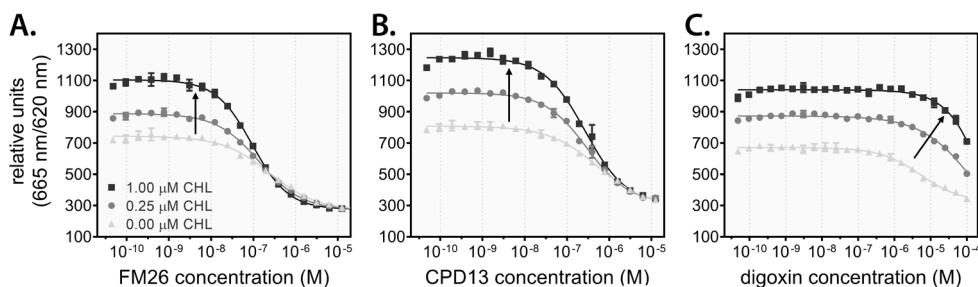 A.
B.
C.
relative units
(665 nm/620 nm)
1300
1100
900
700
500
300
100
1.00 μM CHL
0.25 μM CHL
0.00 μM CHL
10⁻¹⁰ 10⁻⁹ 10⁻⁸ 10⁻⁷ 10⁻⁶ 10⁻⁵
FM26 concentration (M)
1300
1100
900
700
500
300
100
10⁻¹⁰ 10⁻⁹ 10⁻⁸ 10⁻⁷ 10⁻⁶ 10⁻⁵
CPD13 concentration (M)
1300
1100
900
700
500
300
100
10⁻¹⁰ 10⁻⁹ 10⁻⁸ 10⁻⁷ 10⁻⁶ 10⁻⁵ 10⁻⁴
digoxin concentration (M)